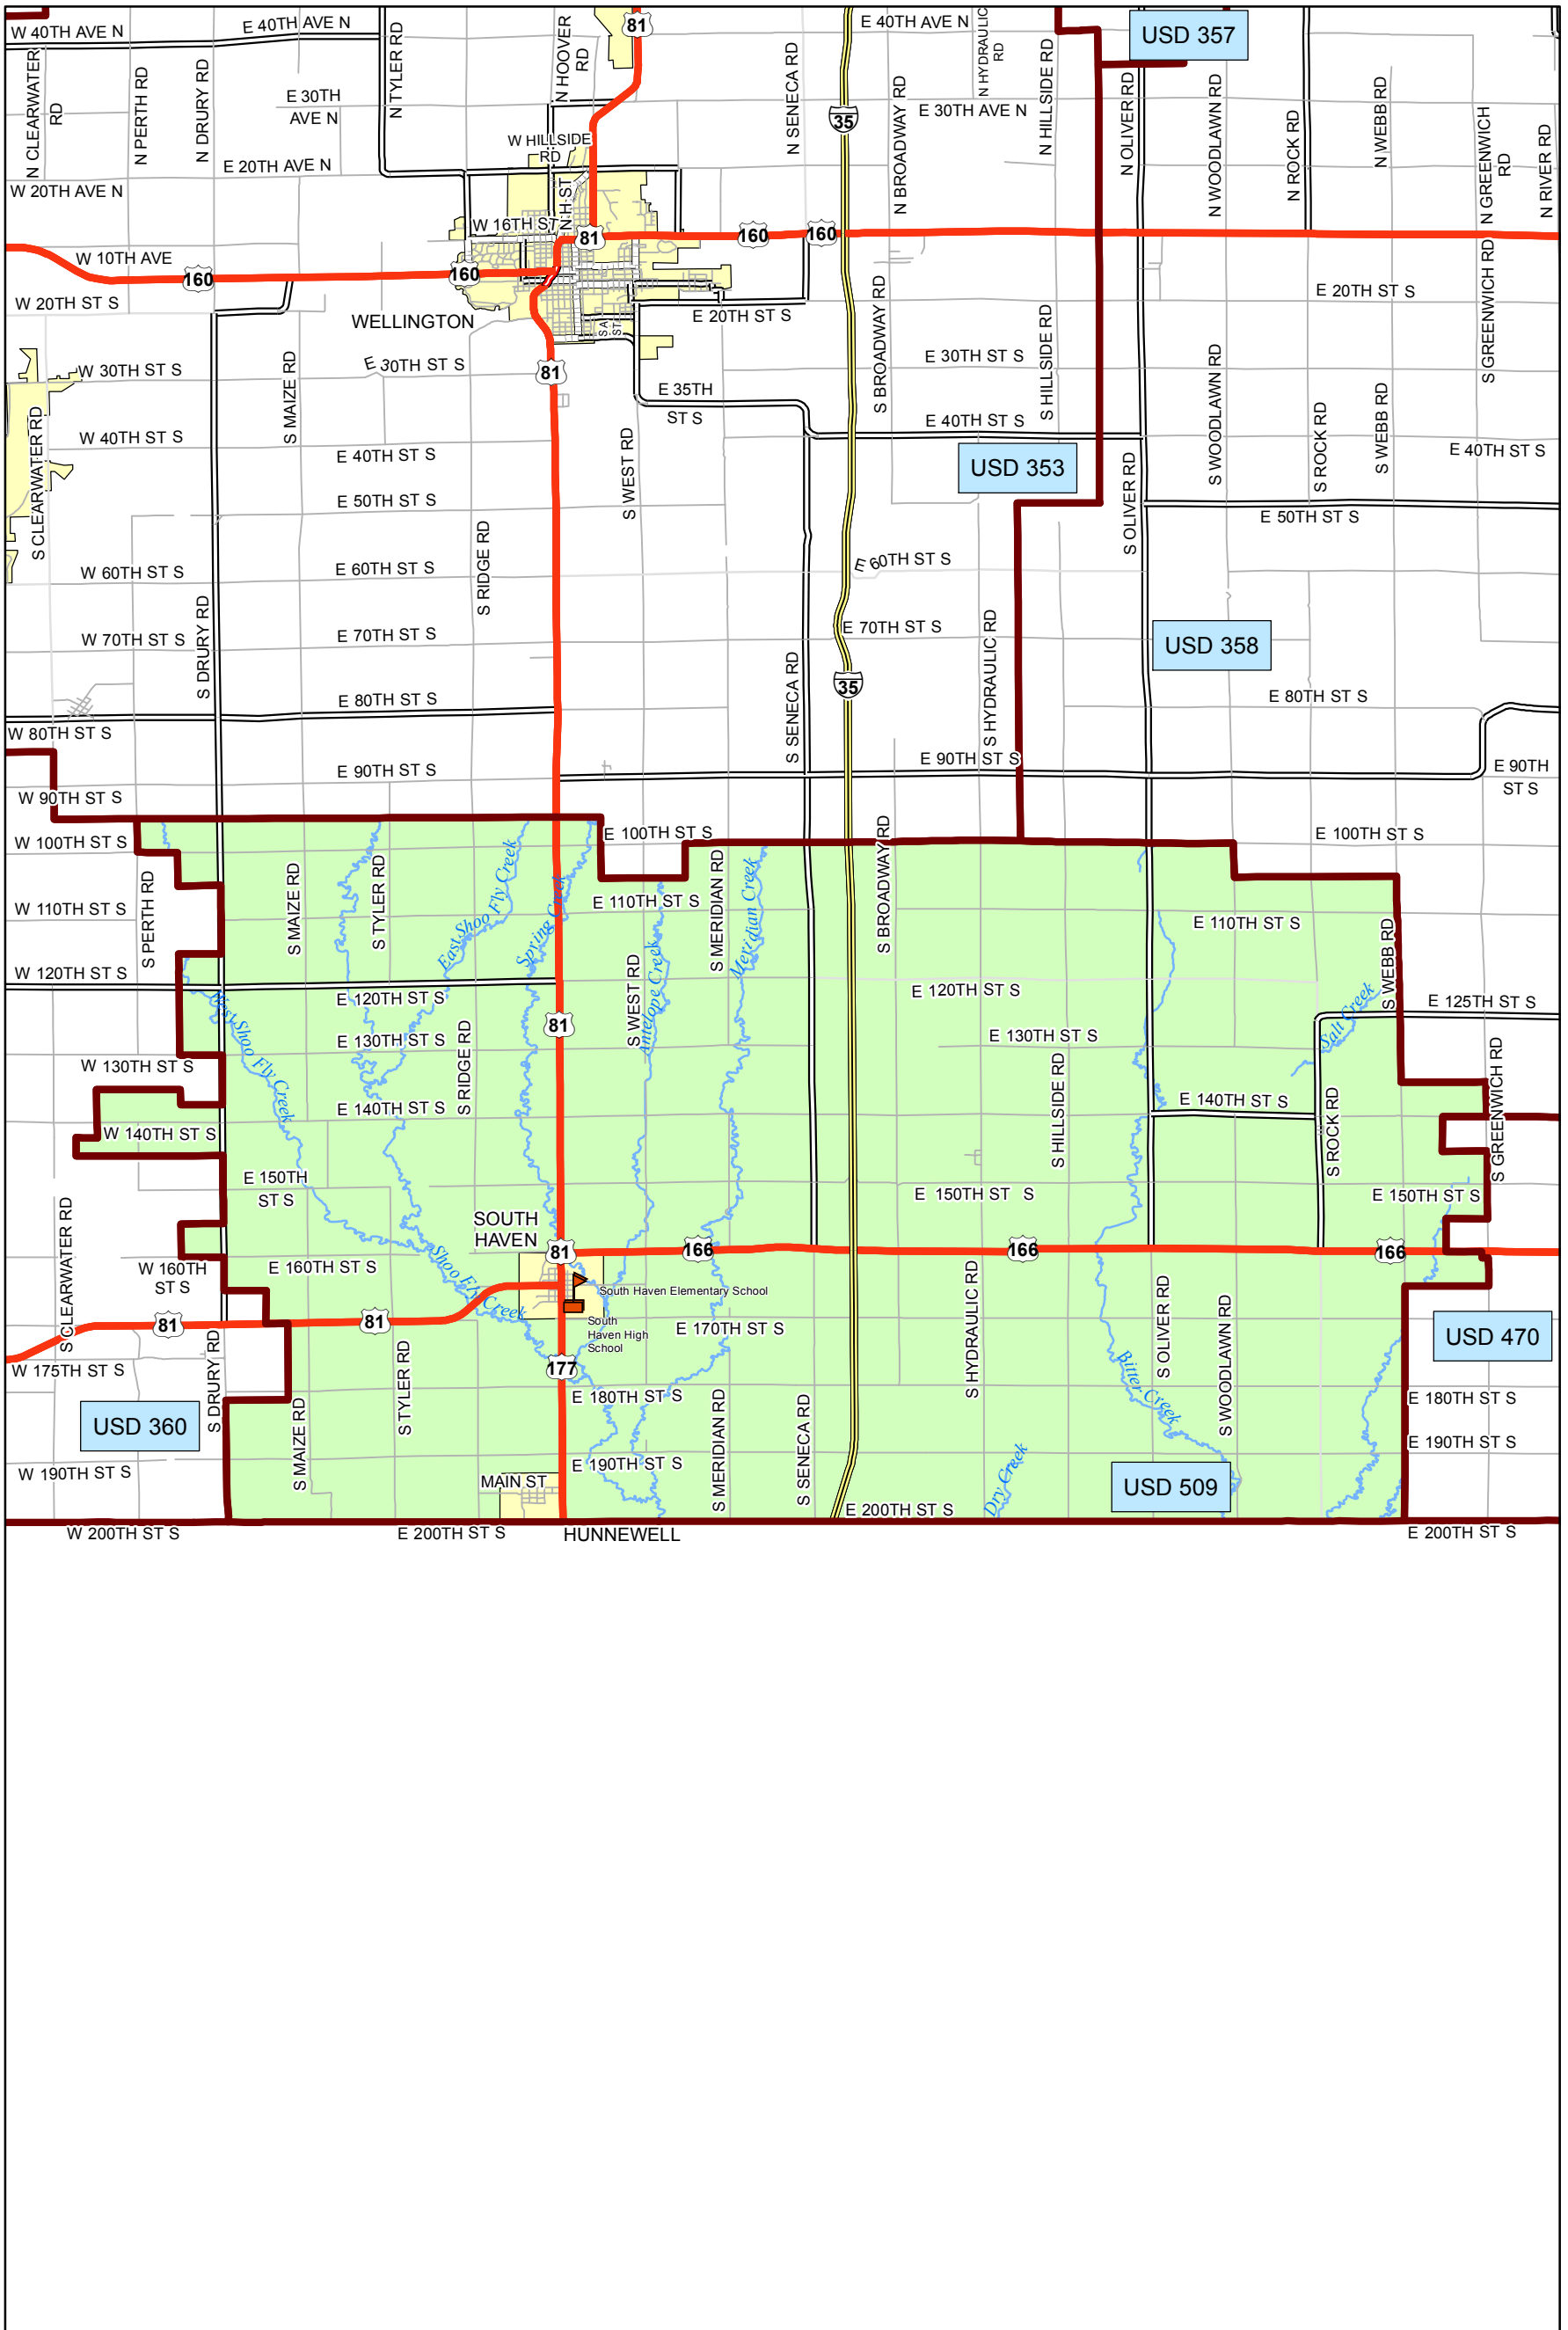 81
USD 357
W 40TH AVE N
E 40TH AVE N
E 40TH AVE N
N CLEARWATER
RD
N PERTH RD
N DRURY RD
N TYLER RD
N HOOVER
RD
N SENECA RD
N BROADWAY RD
N HYDRAULIC
RD
N HILLSIDE RD
N OLIVER RD
N WOODLAWN RD
N ROCK RD
N WEBB RD
N GREENWICH
RD
N RIVER RD
E 30TH
AVE N
E 30TH AVE N
35
W HILLSIDE
RD
E 20TH AVE N
W 20TH AVE N
N H ST
W 16TH ST
81
160
160
W 10TH AVE
160
160
W 20TH ST S
WELLINGTON
E 20TH ST S
E 20TH ST S
S A
ST
S MAIZE RD
S BROADWAY RD
S HILLSIDE RD
S WOODLAWN RD
S GREENWICH RD
W 30TH ST S
E 30TH ST S
81
E 30TH ST S
E 35TH
ST S
S CLEARWATER RD
W 40TH ST S
E 40TH ST S
E 40TH ST S
E 40TH ST S
S WEST RD
USD 353
S OLIVER RD
S ROCK RD
S WEBB RD
E 50TH ST S
E 50TH ST S
S RIDGE RD
W 60TH ST S
E 60TH ST S
E 60TH ST S
S DRURY RD
W 70TH ST S
E 70TH ST S
E 70TH ST S
S HYDRAULIC RD
USD 358
S SENECA RD
35
E 80TH ST S
E 80TH ST S
W 80TH ST S
E 90TH ST S
E 90TH ST S
E 90TH
ST S
W 90TH ST S
W 100TH ST S
E 100TH ST S
E 100TH ST S
S PERTH RD
S MAIZE RD
S TYLER RD
East Shoo Fly Creek
Spring Creek
S MERIDIAN RD
Meridian Creek
S BROADWAY RD
W 110TH ST S
E 110TH ST S
E 110TH ST S
S WEBB RD
W 120TH ST S
E 120TH ST S
E 120TH ST S
S WEST RD
Antelope Creek
Salt Creek
E 125TH ST S
West Shoo Fly Creek
81
W 130TH ST S
E 130TH ST S
E 130TH ST S
S RIDGE RD
S HILLSIDE RD
S GREENWICH RD
E 140TH ST S
E 140TH ST S
W 140TH ST S
S ROCK RD
E 150TH
ST S
E 150TH ST S
E 150TH ST S
S CLEARWATER RD
SOUTH
HAVEN
81
166
166
166
W 160TH
ST S
E 160TH ST S
Shoo Fly Creek
South Haven Elementary School
South
Haven High
School
81
81
E 170TH ST S
USD 470
W 175TH ST S
S DRURY RD
S TYLER RD
177
S HYDRAULIC RD
S OLIVER RD
S WOODLAWN RD
Bitter Creek
E 180TH ST S
E 180TH ST S
USD 360
S MAIZE RD
S MERIDIAN RD
S SENECA RD
E 190TH ST S
E 190TH ST S
W 190TH ST S
MAIN ST
Dry Creek
USD 509
W 200TH ST S
E 200TH ST S
HUNNEWELL
E 200TH ST S
E 200TH ST S